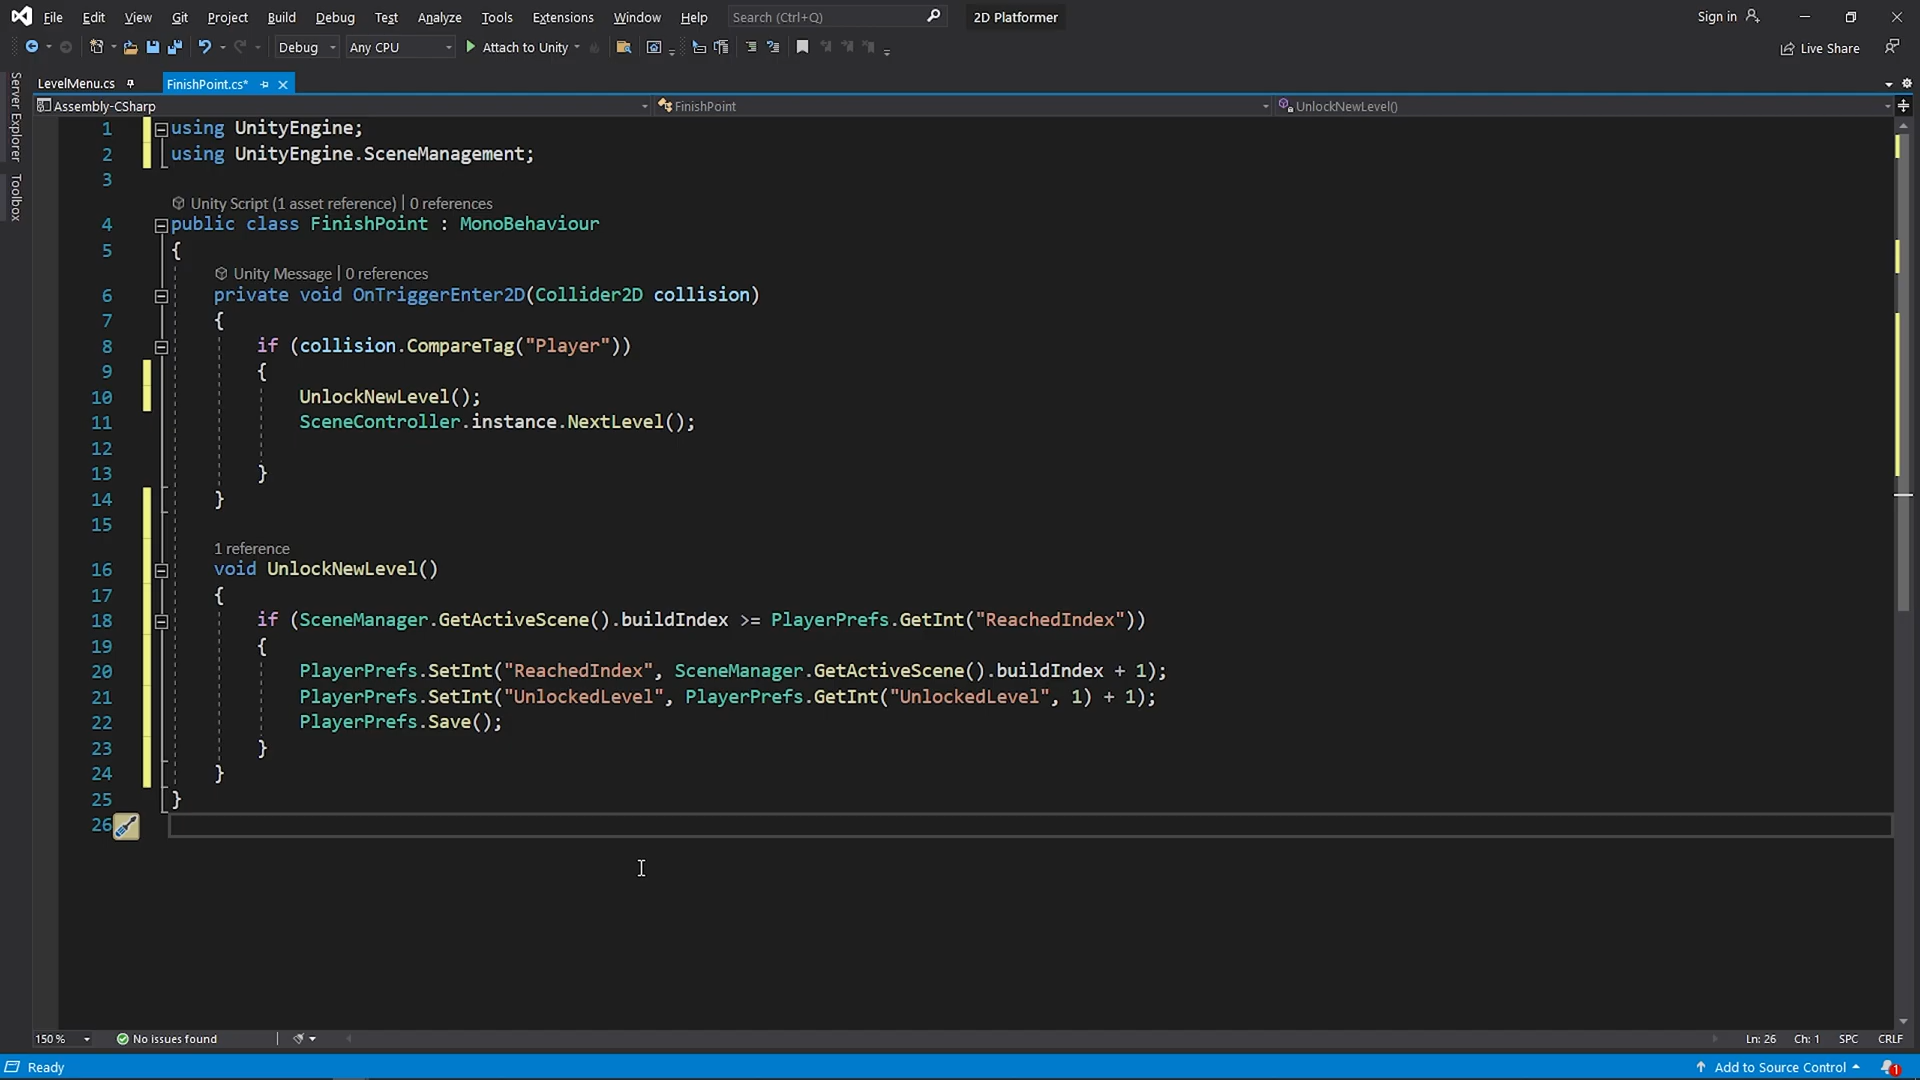 File Edit View Git Project Build Debug Test Analyze Tools Extensions Window Help Search (Ctrl+Q) 2D Platformer Sign in
Debug Any CPU Attach to Unity Live Share
Server Explorer
Toolbox
LevelMenu.cs FinishPoint.cs*
Assembly-CSharp FinishPoint UnlockNewLevel()
1 using UnityEngine;
2 using UnityEngine.SceneManagement;
3
Unity Script (1 asset reference) | 0 references
4 public class FinishPoint : MonoBehaviour
5 {
Unity Message | 0 references
6 private void OnTriggerEnter2D(Collider2D collision)
7 {
8 if (collision.CompareTag("Player"))
9 {
10 UnlockNewLevel();
11 SceneController.instance.NextLevel();
12
13 }
14 }
15
1 reference
16 void UnlockNewLevel()
17 {
18 if (SceneManager.GetActiveScene().buildIndex >= PlayerPrefs.GetInt("ReachedIndex"))
19 {
20 PlayerPrefs.SetInt("ReachedIndex", SceneManager.GetActiveScene().buildIndex + 1);
21 PlayerPrefs.SetInt("UnlockedLevel", PlayerPrefs.GetInt("UnlockedLevel", 1) + 1);
22 PlayerPrefs.Save();
23 }
24 }
25 }
26
150 % No issues found Ln: 26 Ch: 1 SPC CRLF
Ready Add to Source Control 1